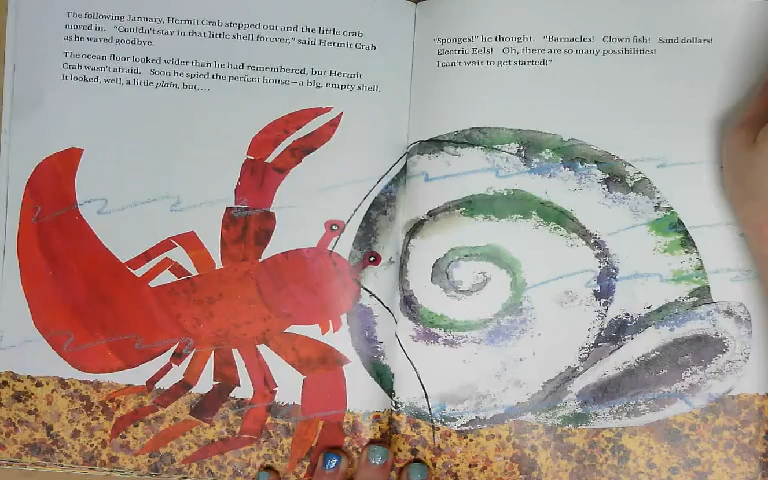 The following January, Hermit Crab stepped out and the little crab
moved in. "Couldn't stay in that little shell forever," said Hermit Crab
as he waved goodbye.
The ocean floor looked wider than he had remembered, but Hermit
Crab wasn't afraid. Soon he spied the perfect house—a big, empty shell.
It looked, well, a little plain, but....
"Sponges!" he thought. "Barnacles! Clown fish! Sand dollars!
Electric Eels! Oh, there are so many possibilities!
I can't wait to get started!"